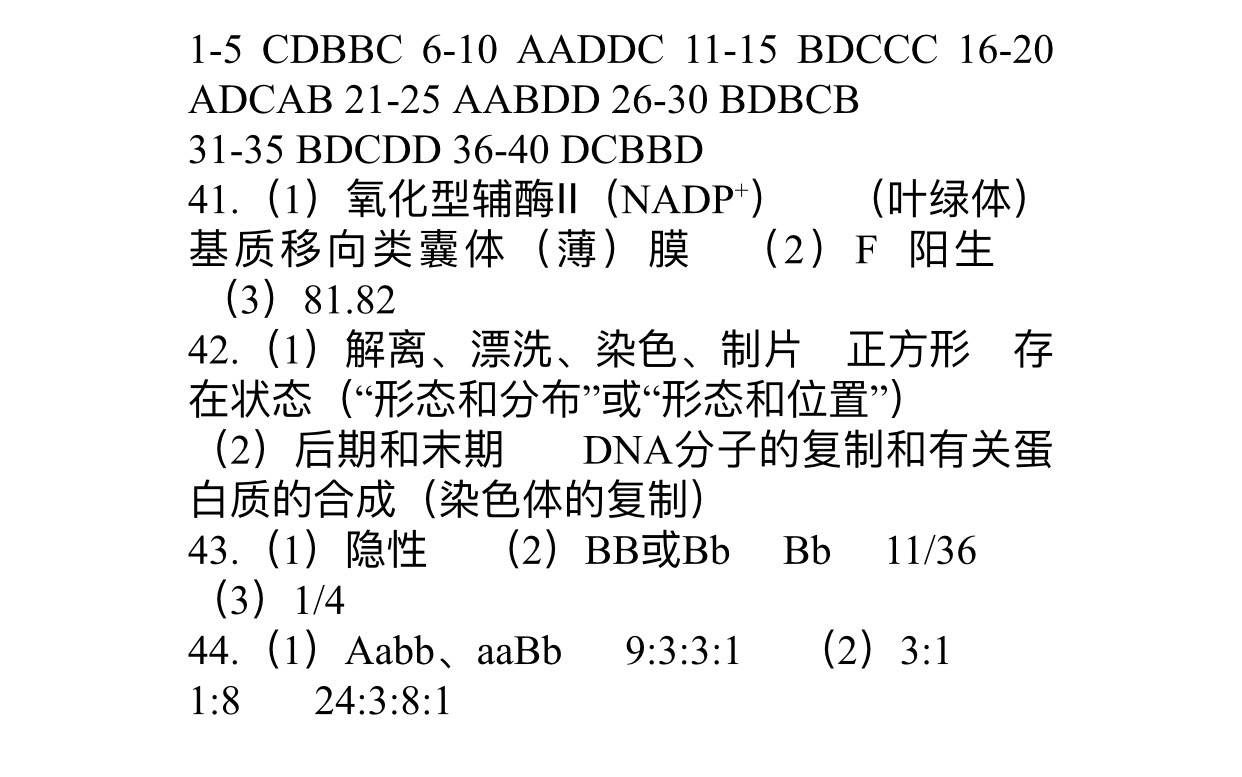 1-5 CDBBC 6-10 AADDC 11-15 BDCCC 16-20
ADCAB 21-25 AABDD 26-30 BDBCB
31-35 BDCDD 36-40 DCBBD
41.（1）氧化型辅酶Ⅱ（NADP⁺） （叶绿体）
基质移向类囊体（薄）膜 （2）F 阳生
（3）81.82
42.（1）解离、漂洗、染色、制片 正方形 存
在状态（“形态和分布”或“形态和位置”）
（2）后期和末期 DNA分子的复制和有关蛋
白质的合成（染色体的复制）
43.（1）隐性 （2）BB或Bb Bb 11/36
（3）1/4
44.（1）Aabb、aaBb 9:3:3:1 （2）3:1
1:8 24:3:8:1